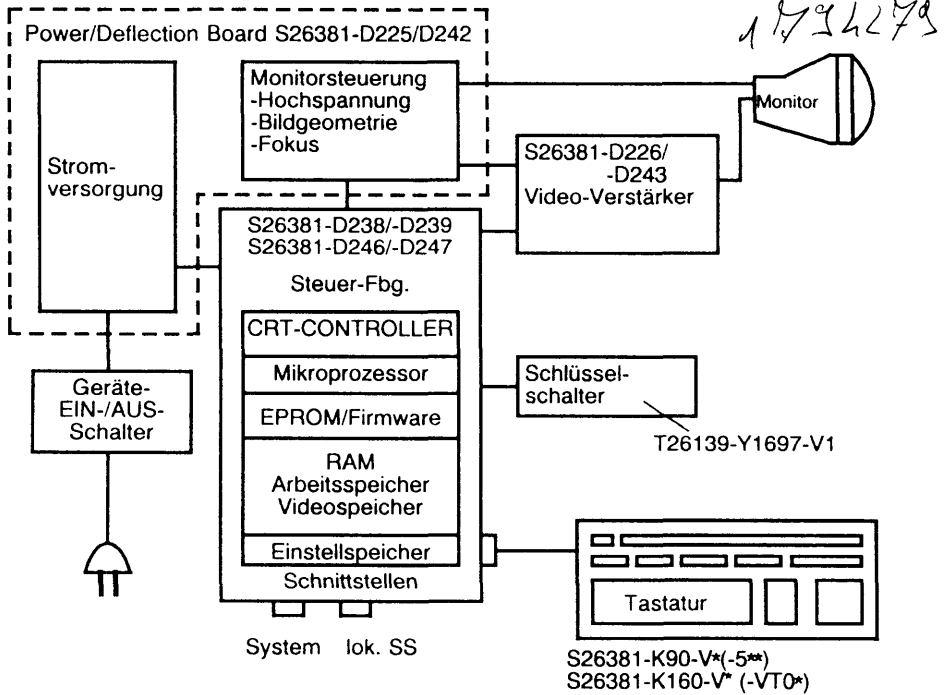 Power/Deflection Board S26381-D225/D242
Monitorsteuerung
-Hochspannung
-Bildgeometrie
-Fokus
Monitor
Strom-
versorgung
S26381-D226/
-D243
Video-Verstärker
S26381-D238/-D239
S26381-D246/-D247
Steuer-Fbg.
CRT-CONTROLLER
Mikroprozessor
EPROM/Firmware
RAM
Arbeitsspeicher
Videospeicher
Einstellspeicher
Schnittstellen
Geräte-
EIN-/AUS-
Schalter
Schlüssel-
schalter
T26139-Y1697-V1
Tastatur
System lok. SS
S26381-K90-V*(-5**)
S26381-K160-V* (-VT0*)